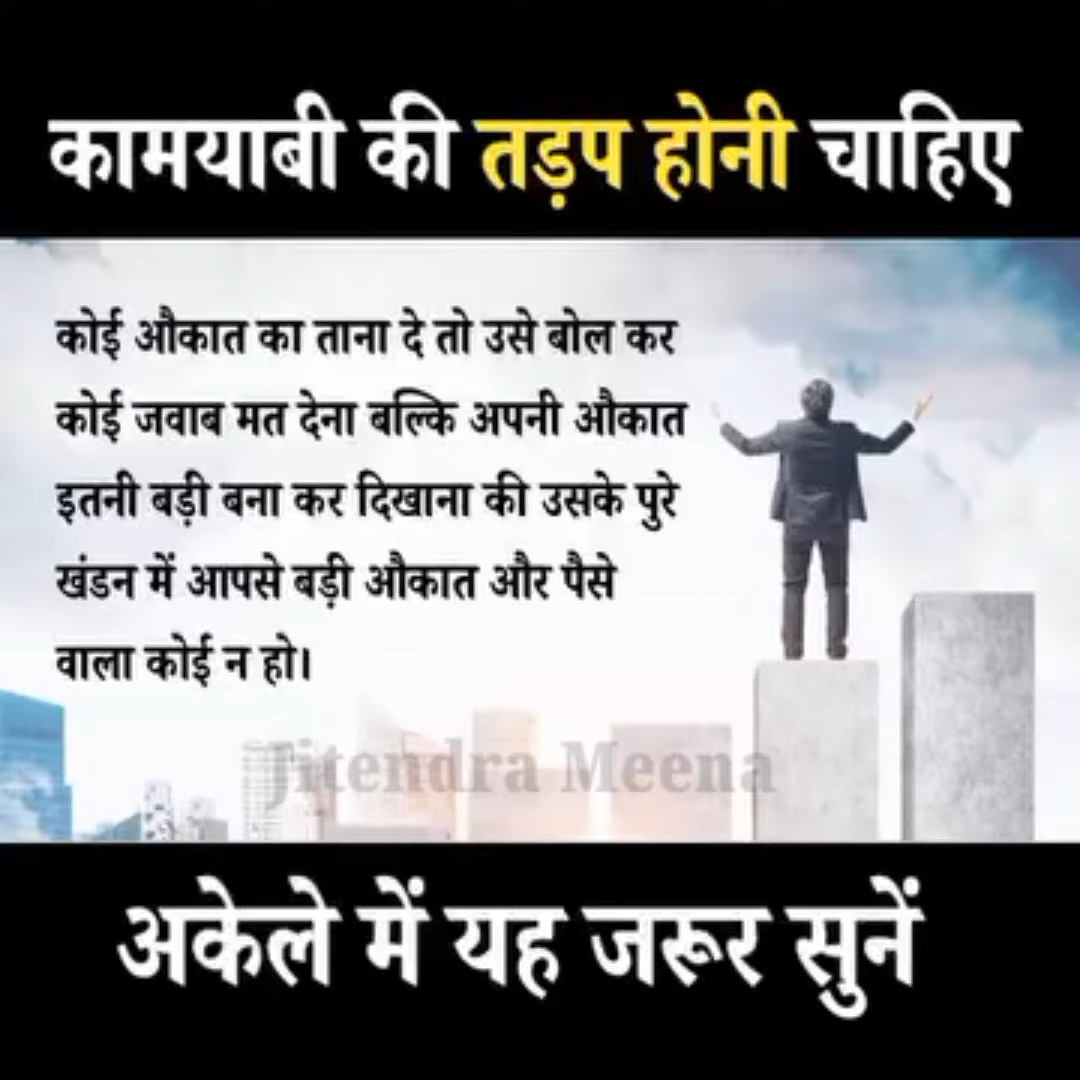 कामयाबी की तड़प होनी चाहिए
कोई औकात का ताना दे तो उसे बोल कर
कोई जवाब मत देना बल्कि अपनी औकात
इतनी बड़ी बना कर दिखाना की उसके पुरे
खंडन में आपसे बड़ी औकात और पैसे
वाला कोई न हो।
Jitendra Meena
अकेले में यह जरूर सुनें